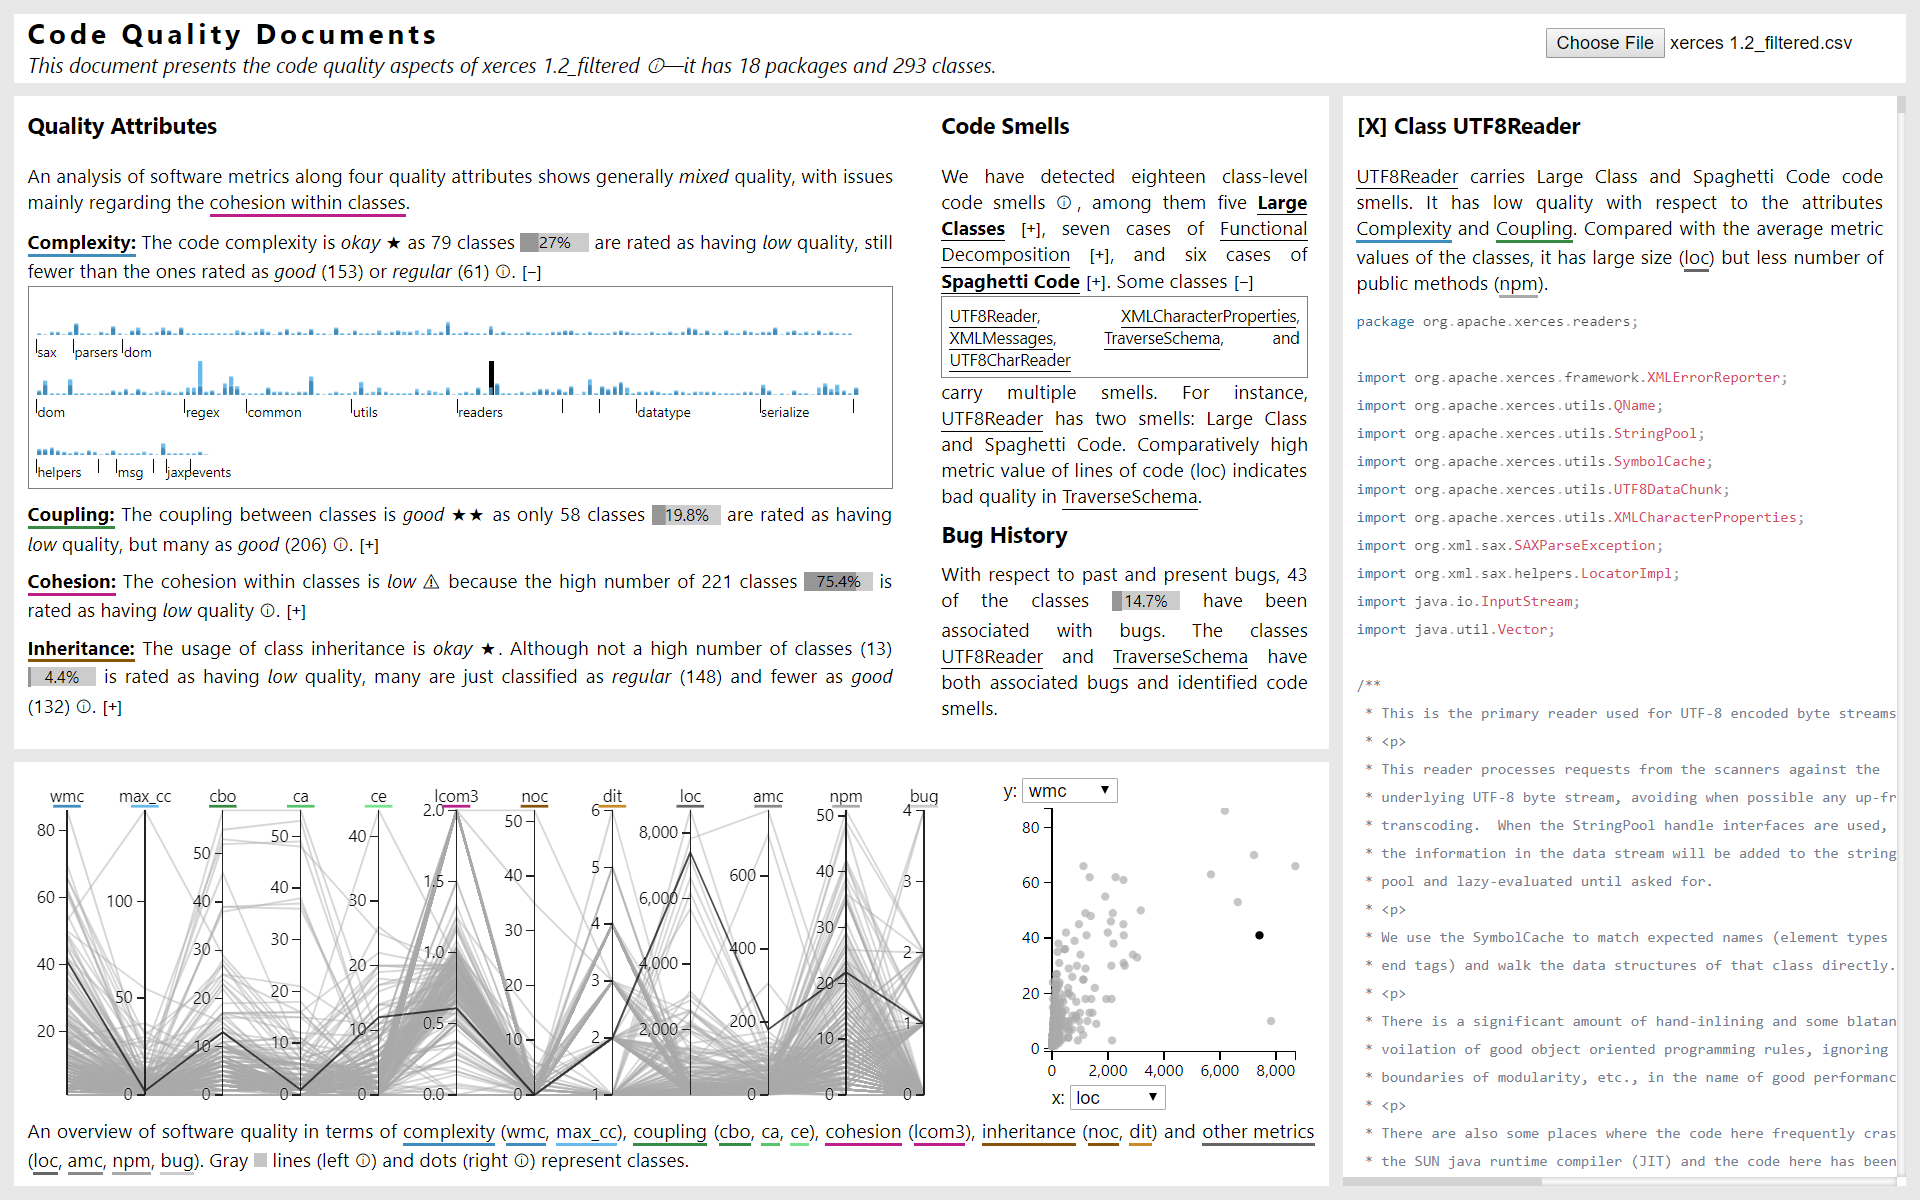 Code Quality Documents
This document presents the code quality aspects of xerces 1.2_filtered ⓘ—it has 18 packages and 293 classes.
Choose File xerces 1.2_filtered.csv
Quality Attributes
An analysis of software metrics along four quality attributes shows generally mixed quality, with issues
mainly regarding the cohesion within classes.
Complexity: The code complexity is okay ★ as 79 classes 27% are rated as having low quality, still
fewer than the ones rated as good (153) or regular (61) ⓘ. [–]
sax parsers dom
dom regex common utils readers datatype serialize
helpers msg jaxp events
Coupling: The coupling between classes is good ★★ as only 58 classes 19.8% are rated as having
low quality, but many as good (206) ⓘ. [+]
Cohesion: The cohesion within classes is low ⚠ because the high number of 221 classes 75.4% is
rated as having low quality ⓘ. [+]
Inheritance: The usage of class inheritance is okay ★. Although not a high number of classes (13)
4.4% is rated as having low quality, many are just classified as regular (148) and fewer as good
(132) ⓘ. [+]
Code Smells
We have detected eighteen class-level
code smells ⓘ, among them five Large
Classes [+], seven cases of Functional
Decomposition [+], and six cases of
Spaghetti Code [+]. Some classes [–]
UTF8Reader, XMLCharacterProperties,
XMLMessages, TraverseSchema, and
UTF8CharReader
carry multiple smells. For instance,
UTF8Reader has two smells: Large Class
and Spaghetti Code. Comparatively high
metric value of lines of code (loc) indicates
bad quality in TraverseSchema.
Bug History
With respect to past and present bugs, 43
of the classes 14.7% have been
associated with bugs. The classes
UTF8Reader and TraverseSchema have
both associated bugs and identified code
smells.
[X] Class UTF8Reader
UTF8Reader carries Large Class and Spaghetti Code code
smells. It has low quality with respect to the attributes
Complexity and Coupling. Compared with the average metric
values of the classes, it has large size (loc) but less number of
public methods (npm).
package org.apache.xerces.readers;
import org.apache.xerces.framework.XMLErrorReporter;
import org.apache.xerces.utils.QName;
import org.apache.xerces.utils.StringPool;
import org.apache.xerces.utils.SymbolCache;
import org.apache.xerces.utils.UTF8DataChunk;
import org.apache.xerces.utils.XMLCharacterProperties;
import org.xml.sax.SAXParseException;
import org.xml.sax.helpers.LocatorImpl;
import java.io.InputStream;
import java.util.Vector;
/**
* This is the primary reader used for UTF-8 encoded byte streams
* <p>
* This reader processes requests from the scanners against the
* underlying UTF-8 byte stream, avoiding when possible any up-fr
* transcoding.  When the StringPool handle interfaces are used,
* the information in the data stream will be added to the string
* pool and lazy-evaluated until asked for.
* <p>
* We use the SymbolCache to match expected names (element types
* end tags) and walk the data structures of that class directly.
* <p>
* There is a significant amount of hand-inlining and some blatan
* voilation of good object oriented programming rules, ignoring
* boundaries of modularity, etc., in the name of good performanc
* <p>
* There are also some places where the code here frequently cras
* the SUN java runtime compiler (JIT) and the code here has been
wmc max_cc cbo ca ce lcom3 noc dit loc amc npm bug
80 60 40 20
100 50 0
50 40 30 20 10 0
50 40 30 20 10 0
40 30 20 10 0
2.0 1.5 1.0 0.5 0.0
50 40 30 20 10 0
6 5 4 3 2 1
8,000 6,000 4,000 2,000
600 400 200 0
50 40 30 20 10 0
4 3 2 1 0
y: wmc
80
60
40
20
0
0 2,000 4,000 6,000 8,000
x: loc
An overview of software quality in terms of complexity (wmc, max_cc), coupling (cbo, ca, ce), cohesion (lcom3), inheritance (noc, dit) and other metrics
(loc, amc, npm, bug). Gray lines (left ⓘ) and dots (right ⓘ) represent classes.